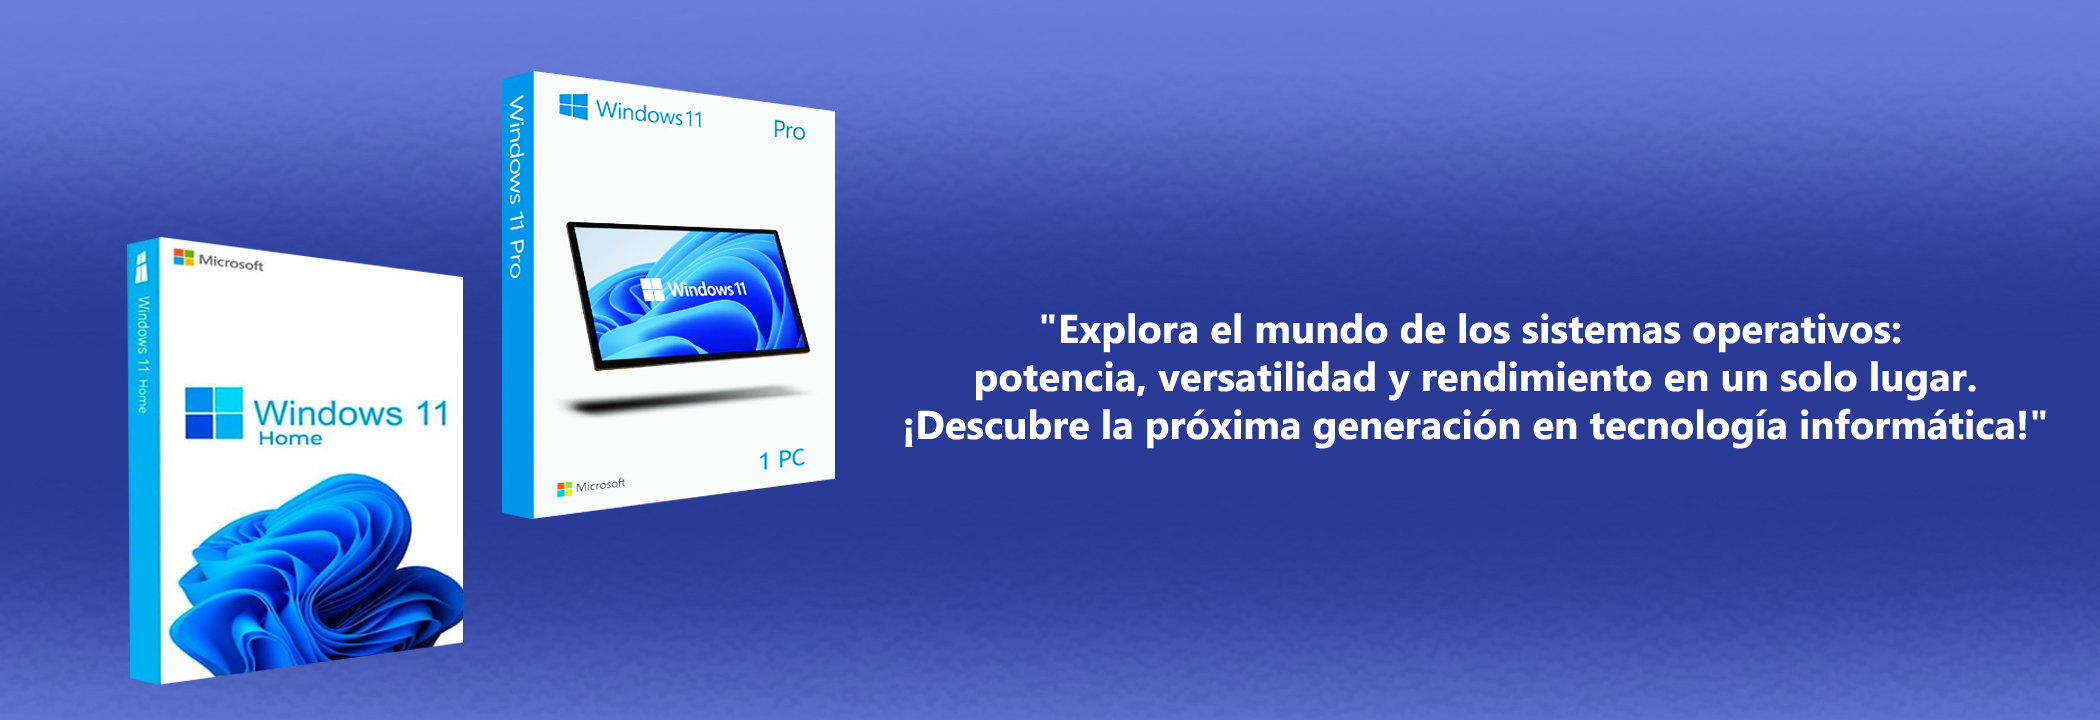 Microsoft
Windows 11 Home
Windows 11
Home
Windows 11 Pro
Windows 11
Pro
Windows 11
1 PC
Microsoft
"Explora el mundo de los sistemas operativos:
potencia, versatilidad y rendimiento en un solo lugar.
¡Descubre la próxima generación en tecnología informática!"